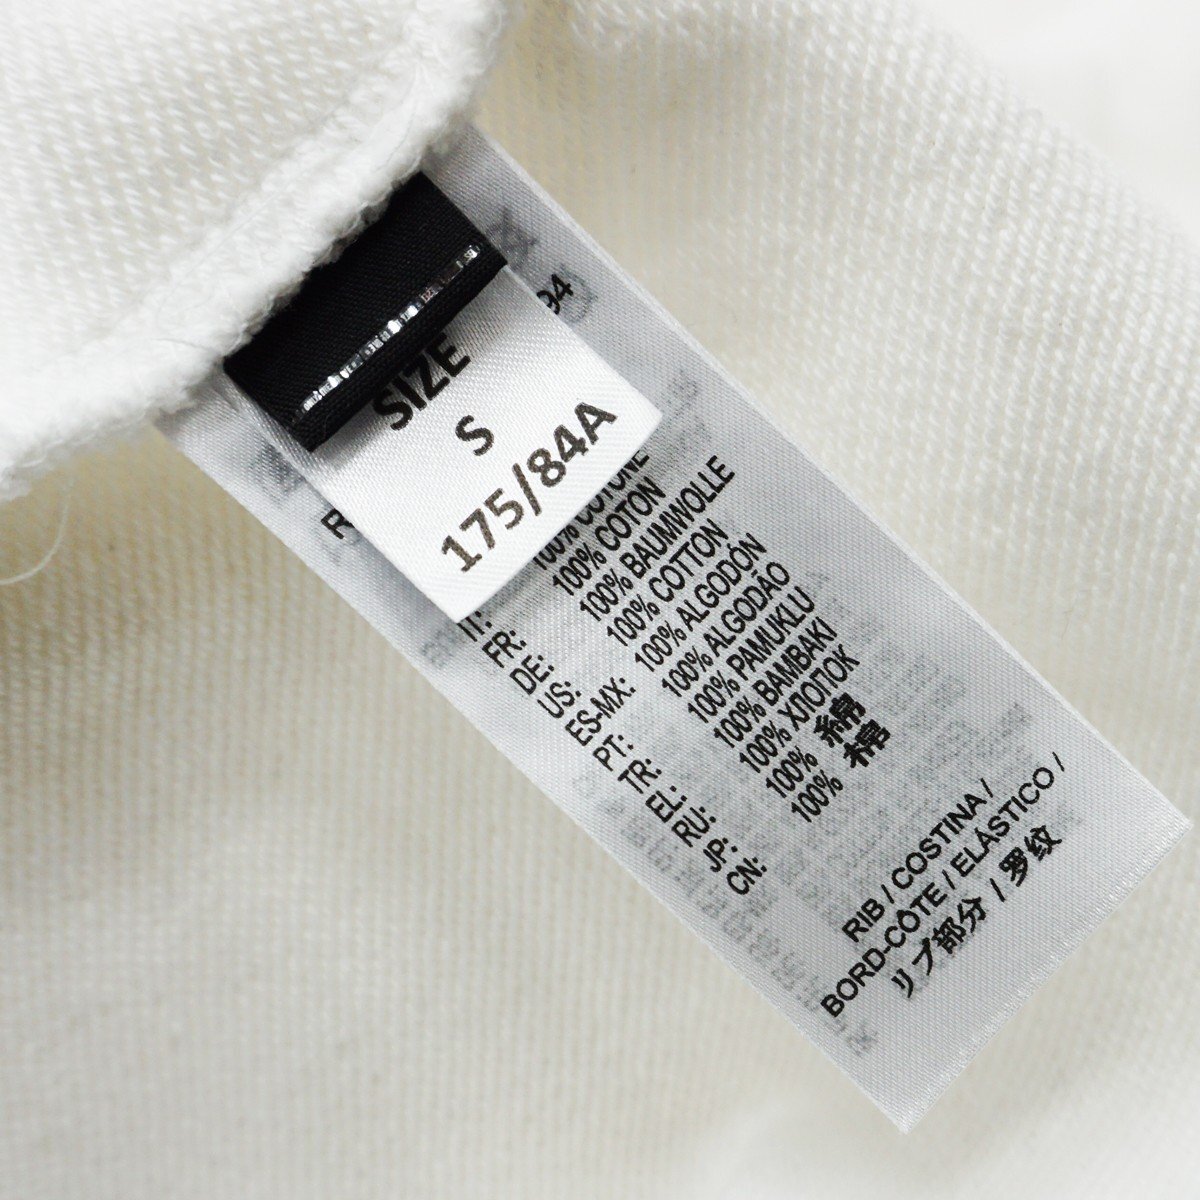 SIZE
S
175/84A
94
IT: 100% COTONE
FR: 100% COTON
DE: 100% BAUMWOLLE
US: 100% COTTON
ES-MX: 100% ALGODÓN
PT: 100% ALGODÃO
TR: 100% PAMUKLU
EL: 100% BAMBAKI
RU: 100% ХЛОПОК
JP: 100% 綿
CN: 100% 棉
RIB / COSTINA /
BORD-CÔTE / ELÁSTICO /
リブ部分 / 罗纹